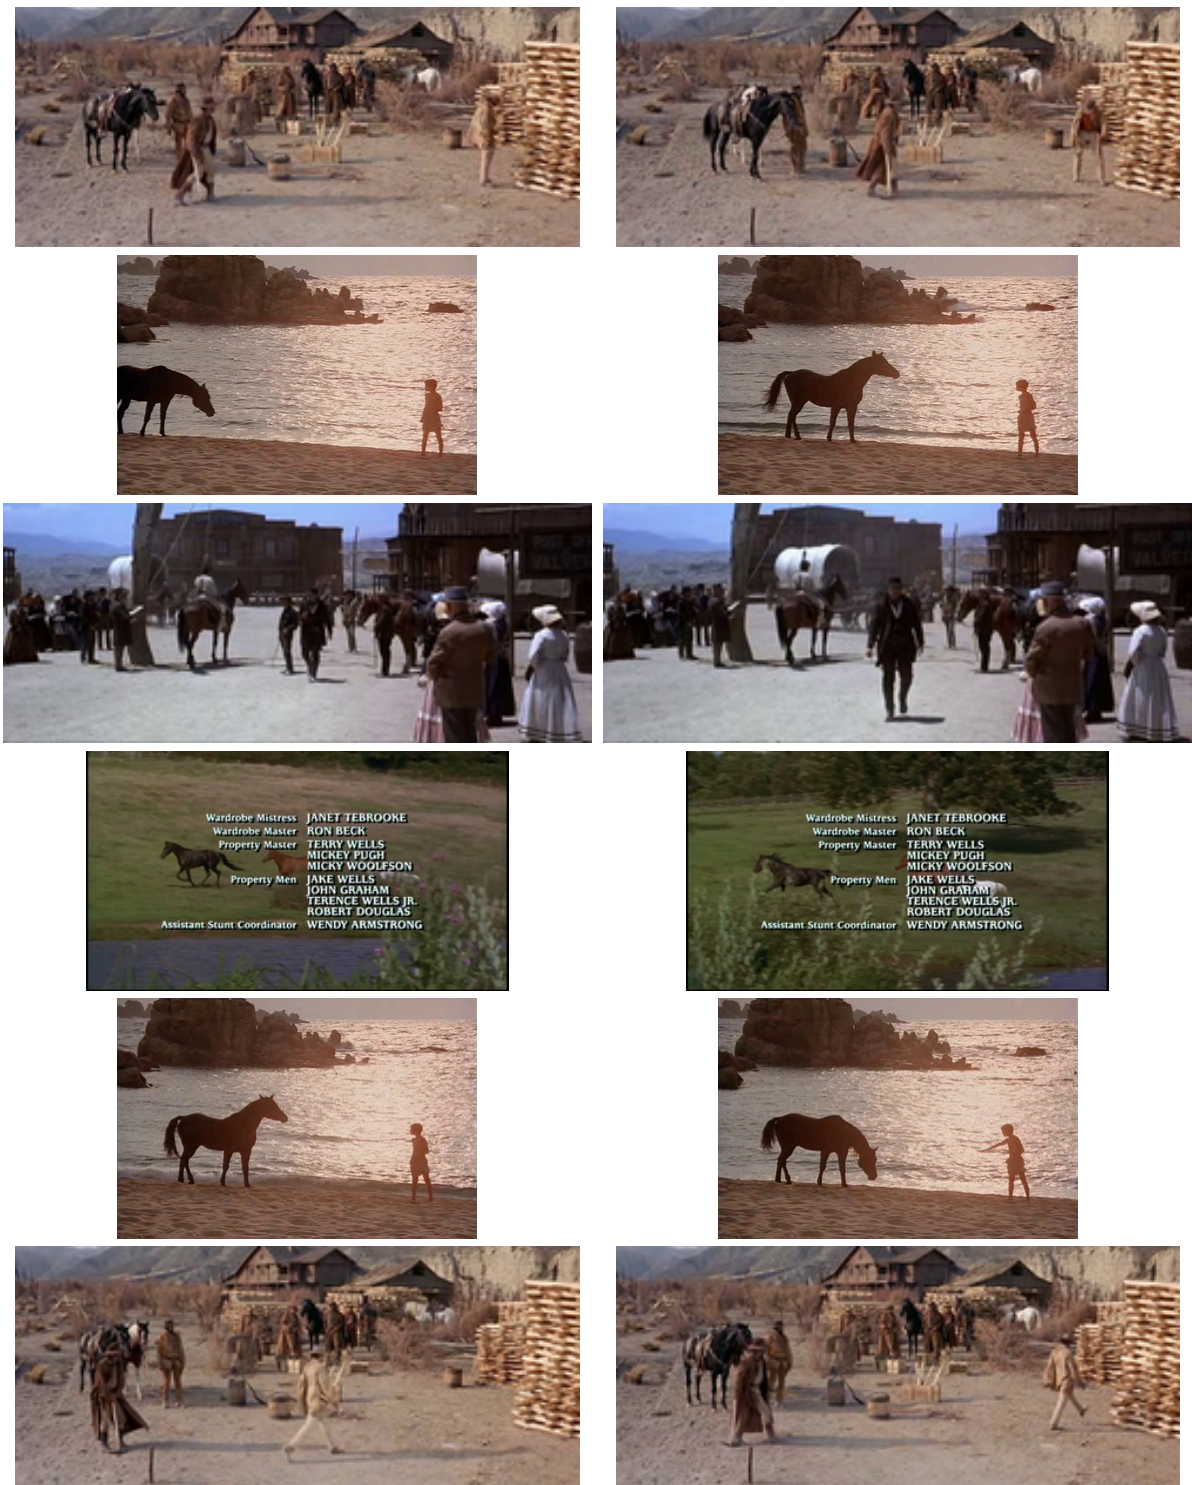 Wardrobe Mistress JANET TEBROOKE
Wardrobe Master RON BECK
Property Master TERRY WELLS
MICKEY PUGH
MICKY WOOLFSON
Property Men JAKE WELLS
JOHN GRAHAM
TERENCE WELLS JR.
ROBERT DOUGLAS
Assistant Stunt Coordinator WENDY ARMSTRONG
Wardrobe Mistress JANET TEBROOKE
Wardrobe Master RON BECK
Property Master TERRY WELLS
MICKEY PUGH
MICKY WOOLFSON
Property Men JAKE WELLS
JOHN GRAHAM
TERENCE WELLS JR.
ROBERT DOUGLAS
Assistant Stunt Coordinator WENDY ARMSTRONG